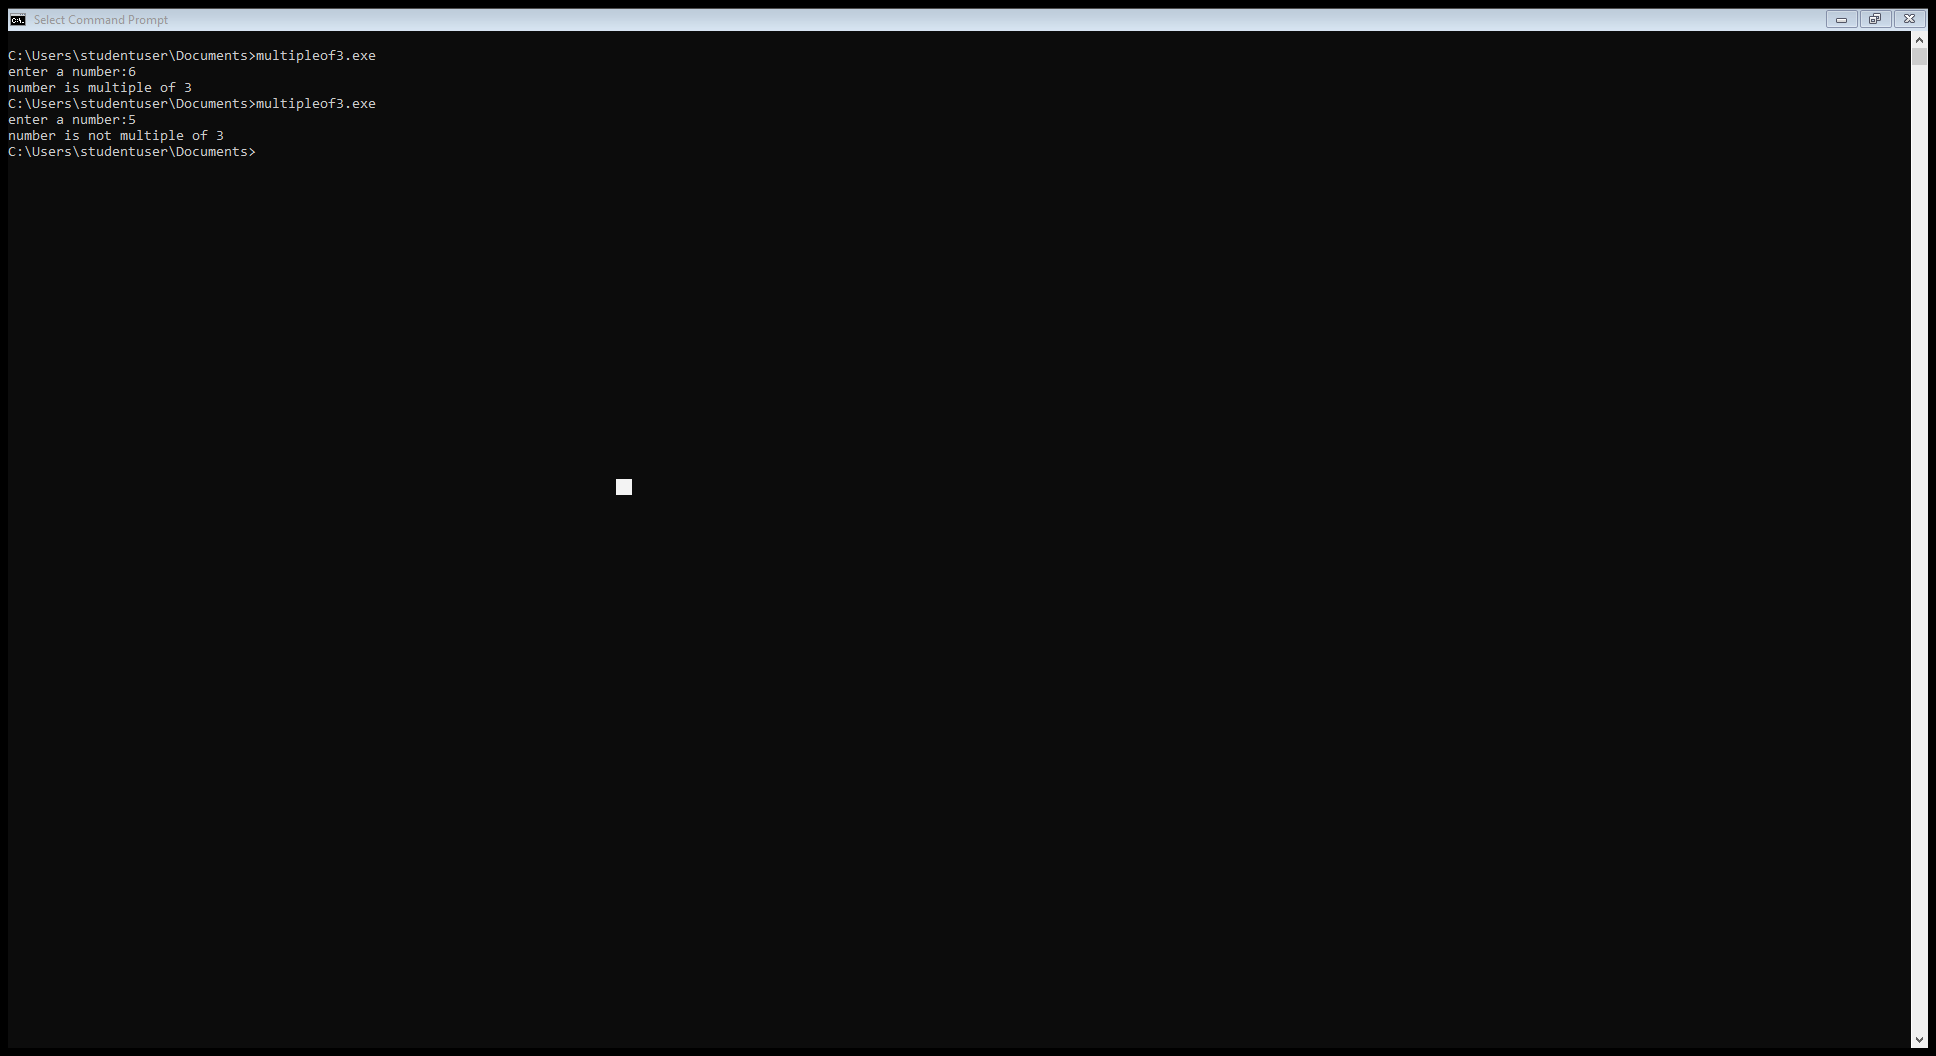 Select Command Prompt
C:\Users\studentuser\Documents>multipleof3.exe
enter a number:6
number is multiple of 3
C:\Users\studentuser\Documents>multipleof3.exe
enter a number:5
number is not multiple of 3
C:\Users\studentuser\Documents>